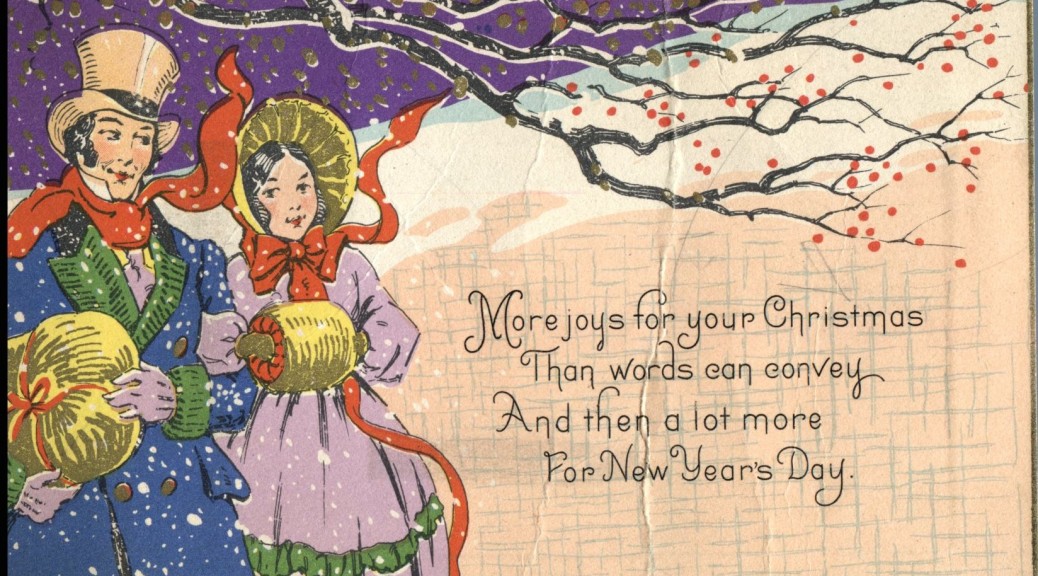 More joys for your Christmas
Than words can convey
And then a lot more
For New Year's Day.